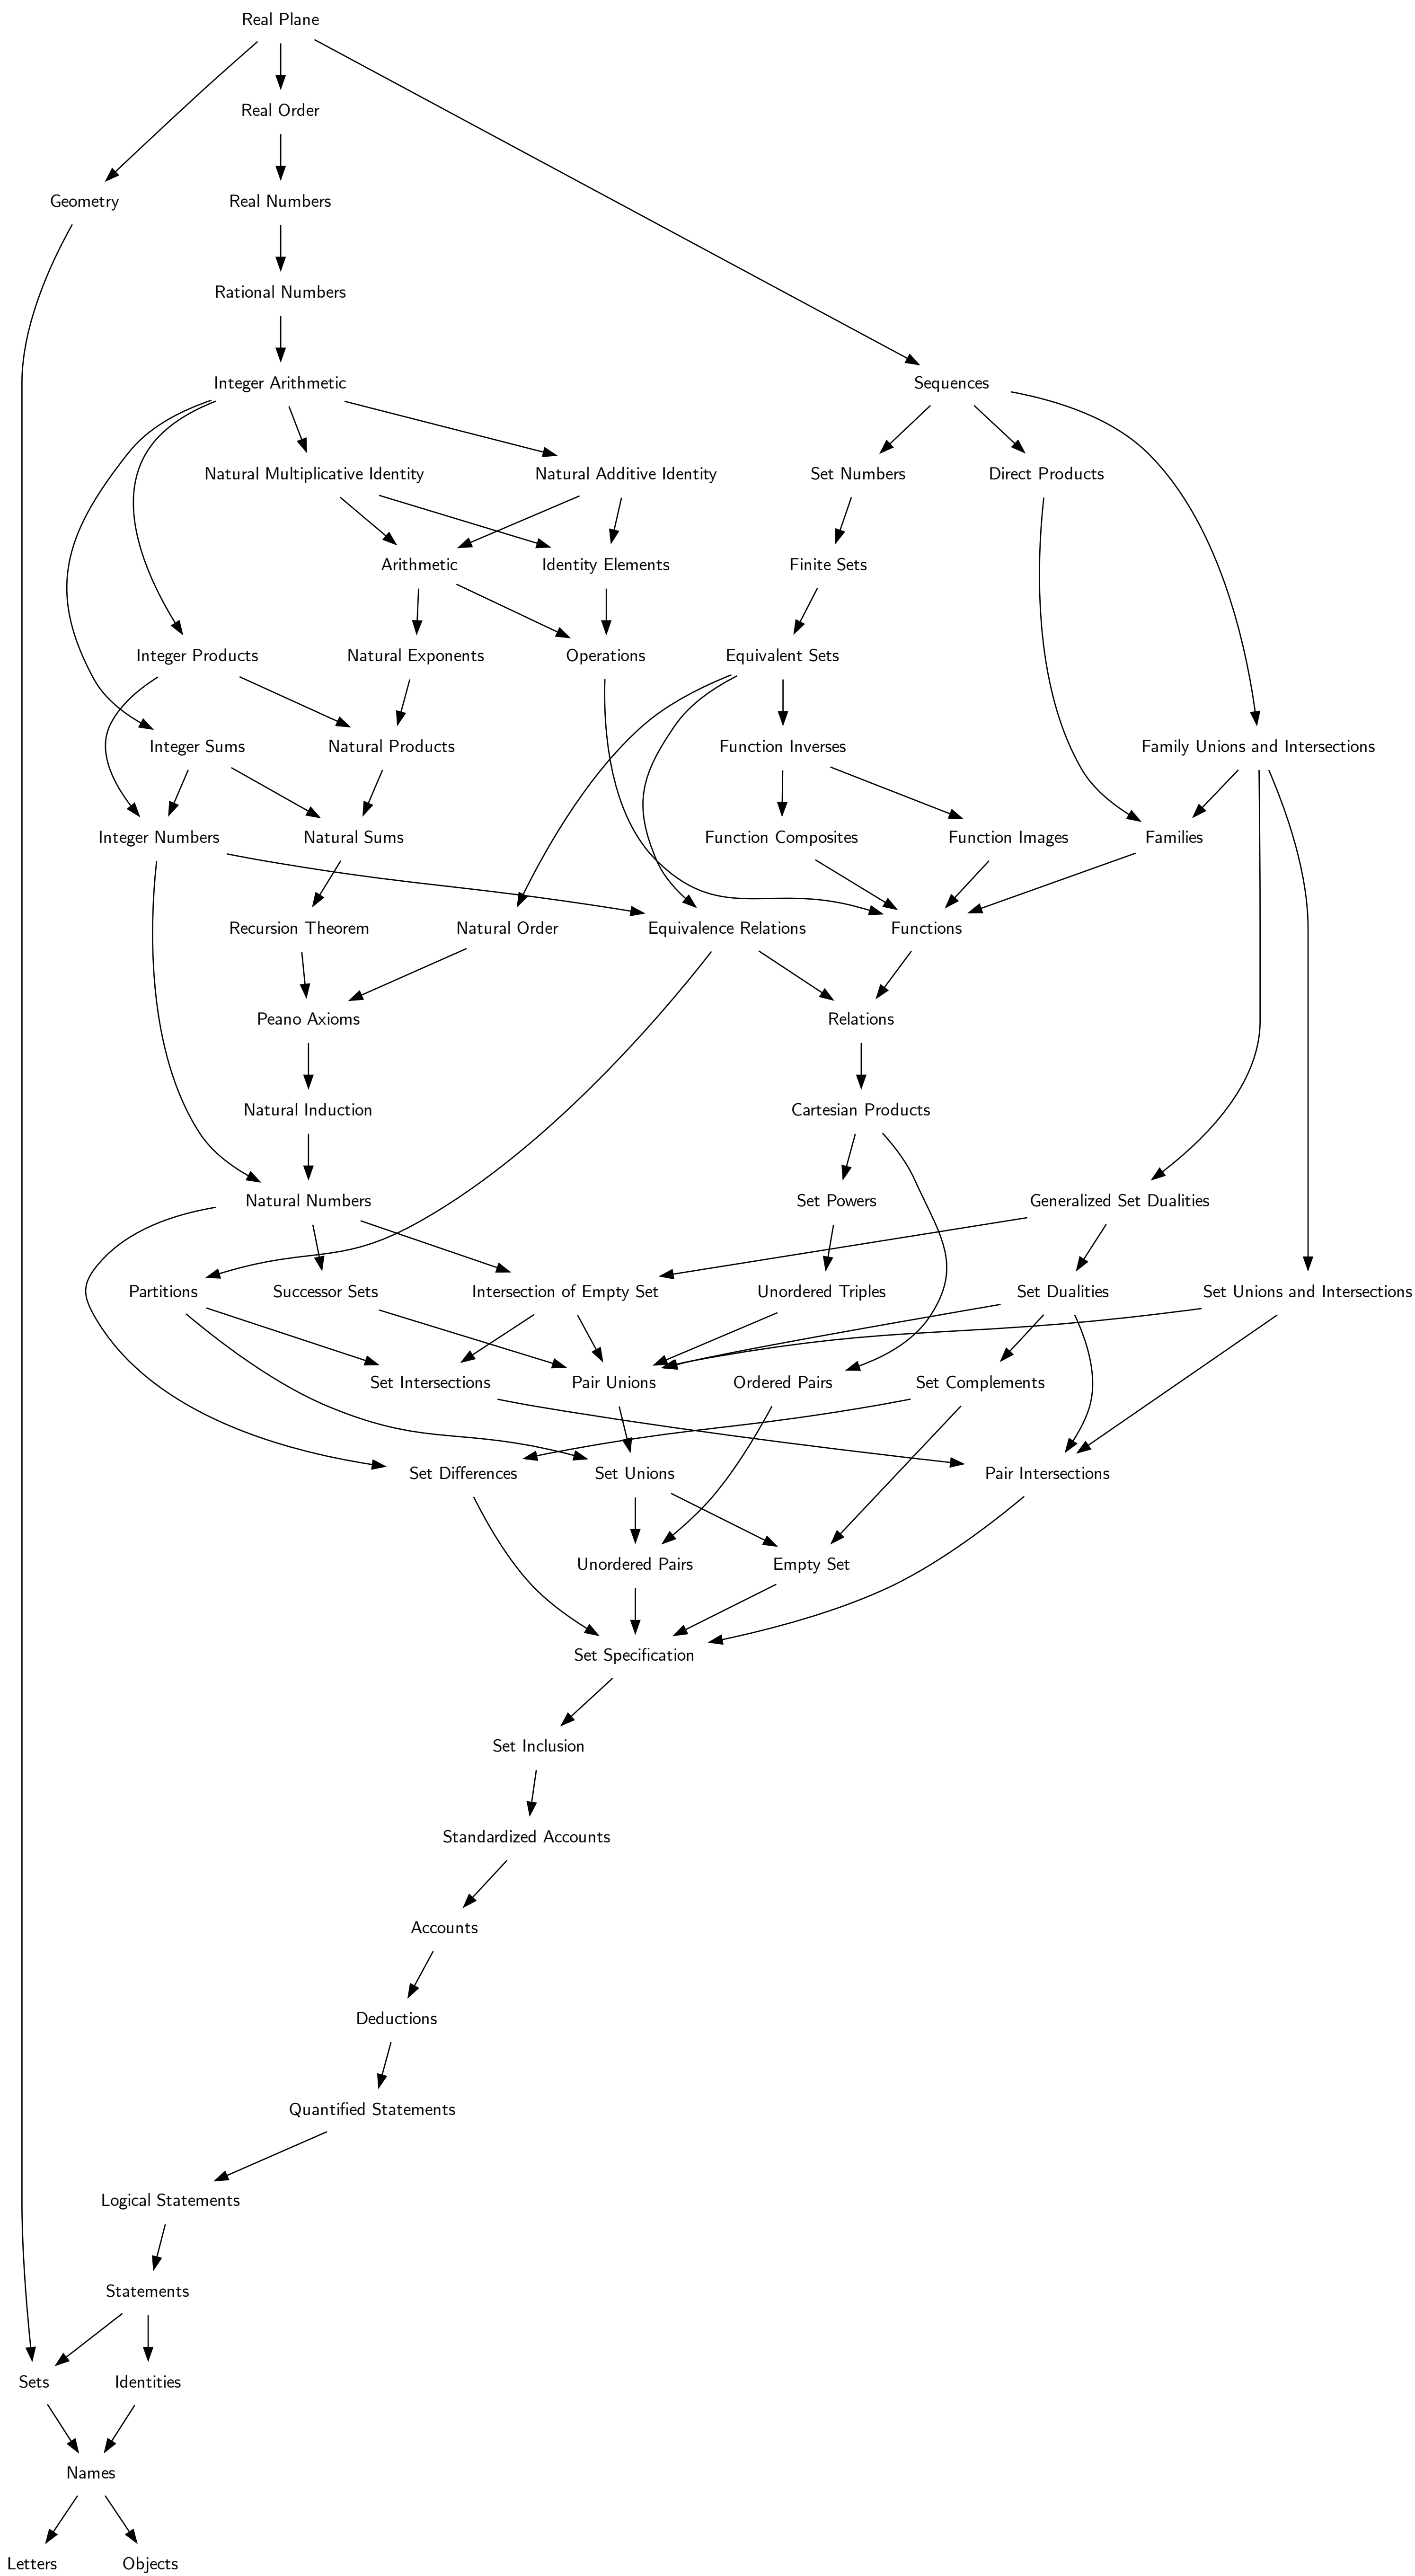 Real Plane
Real Order
Geometry
Real Numbers
Rational Numbers
Integer Arithmetic
Sequences
Natural Multiplicative Identity
Natural Additive Identity
Set Numbers
Direct Products
Arithmetic
Identity Elements
Finite Sets
Integer Products
Natural Exponents
Operations
Equivalent Sets
Integer Sums
Natural Products
Function Inverses
Family Unions and Intersections
Integer Numbers
Natural Sums
Function Composites
Function Images
Families
Recursion Theorem
Natural Order
Equivalence Relations
Functions
Peano Axioms
Relations
Natural Induction
Cartesian Products
Natural Numbers
Set Powers
Generalized Set Dualities
Partitions
Successor Sets
Intersection of Empty Set
Unordered Triples
Set Dualities
Set Unions and Intersections
Set Intersections
Pair Unions
Ordered Pairs
Set Complements
Set Differences
Set Unions
Pair Intersections
Unordered Pairs
Empty Set
Set Specification
Set Inclusion
Standardized Accounts
Accounts
Deductions
Quantified Statements
Logical Statements
Statements
Sets
Identities
Names
Letters
Objects